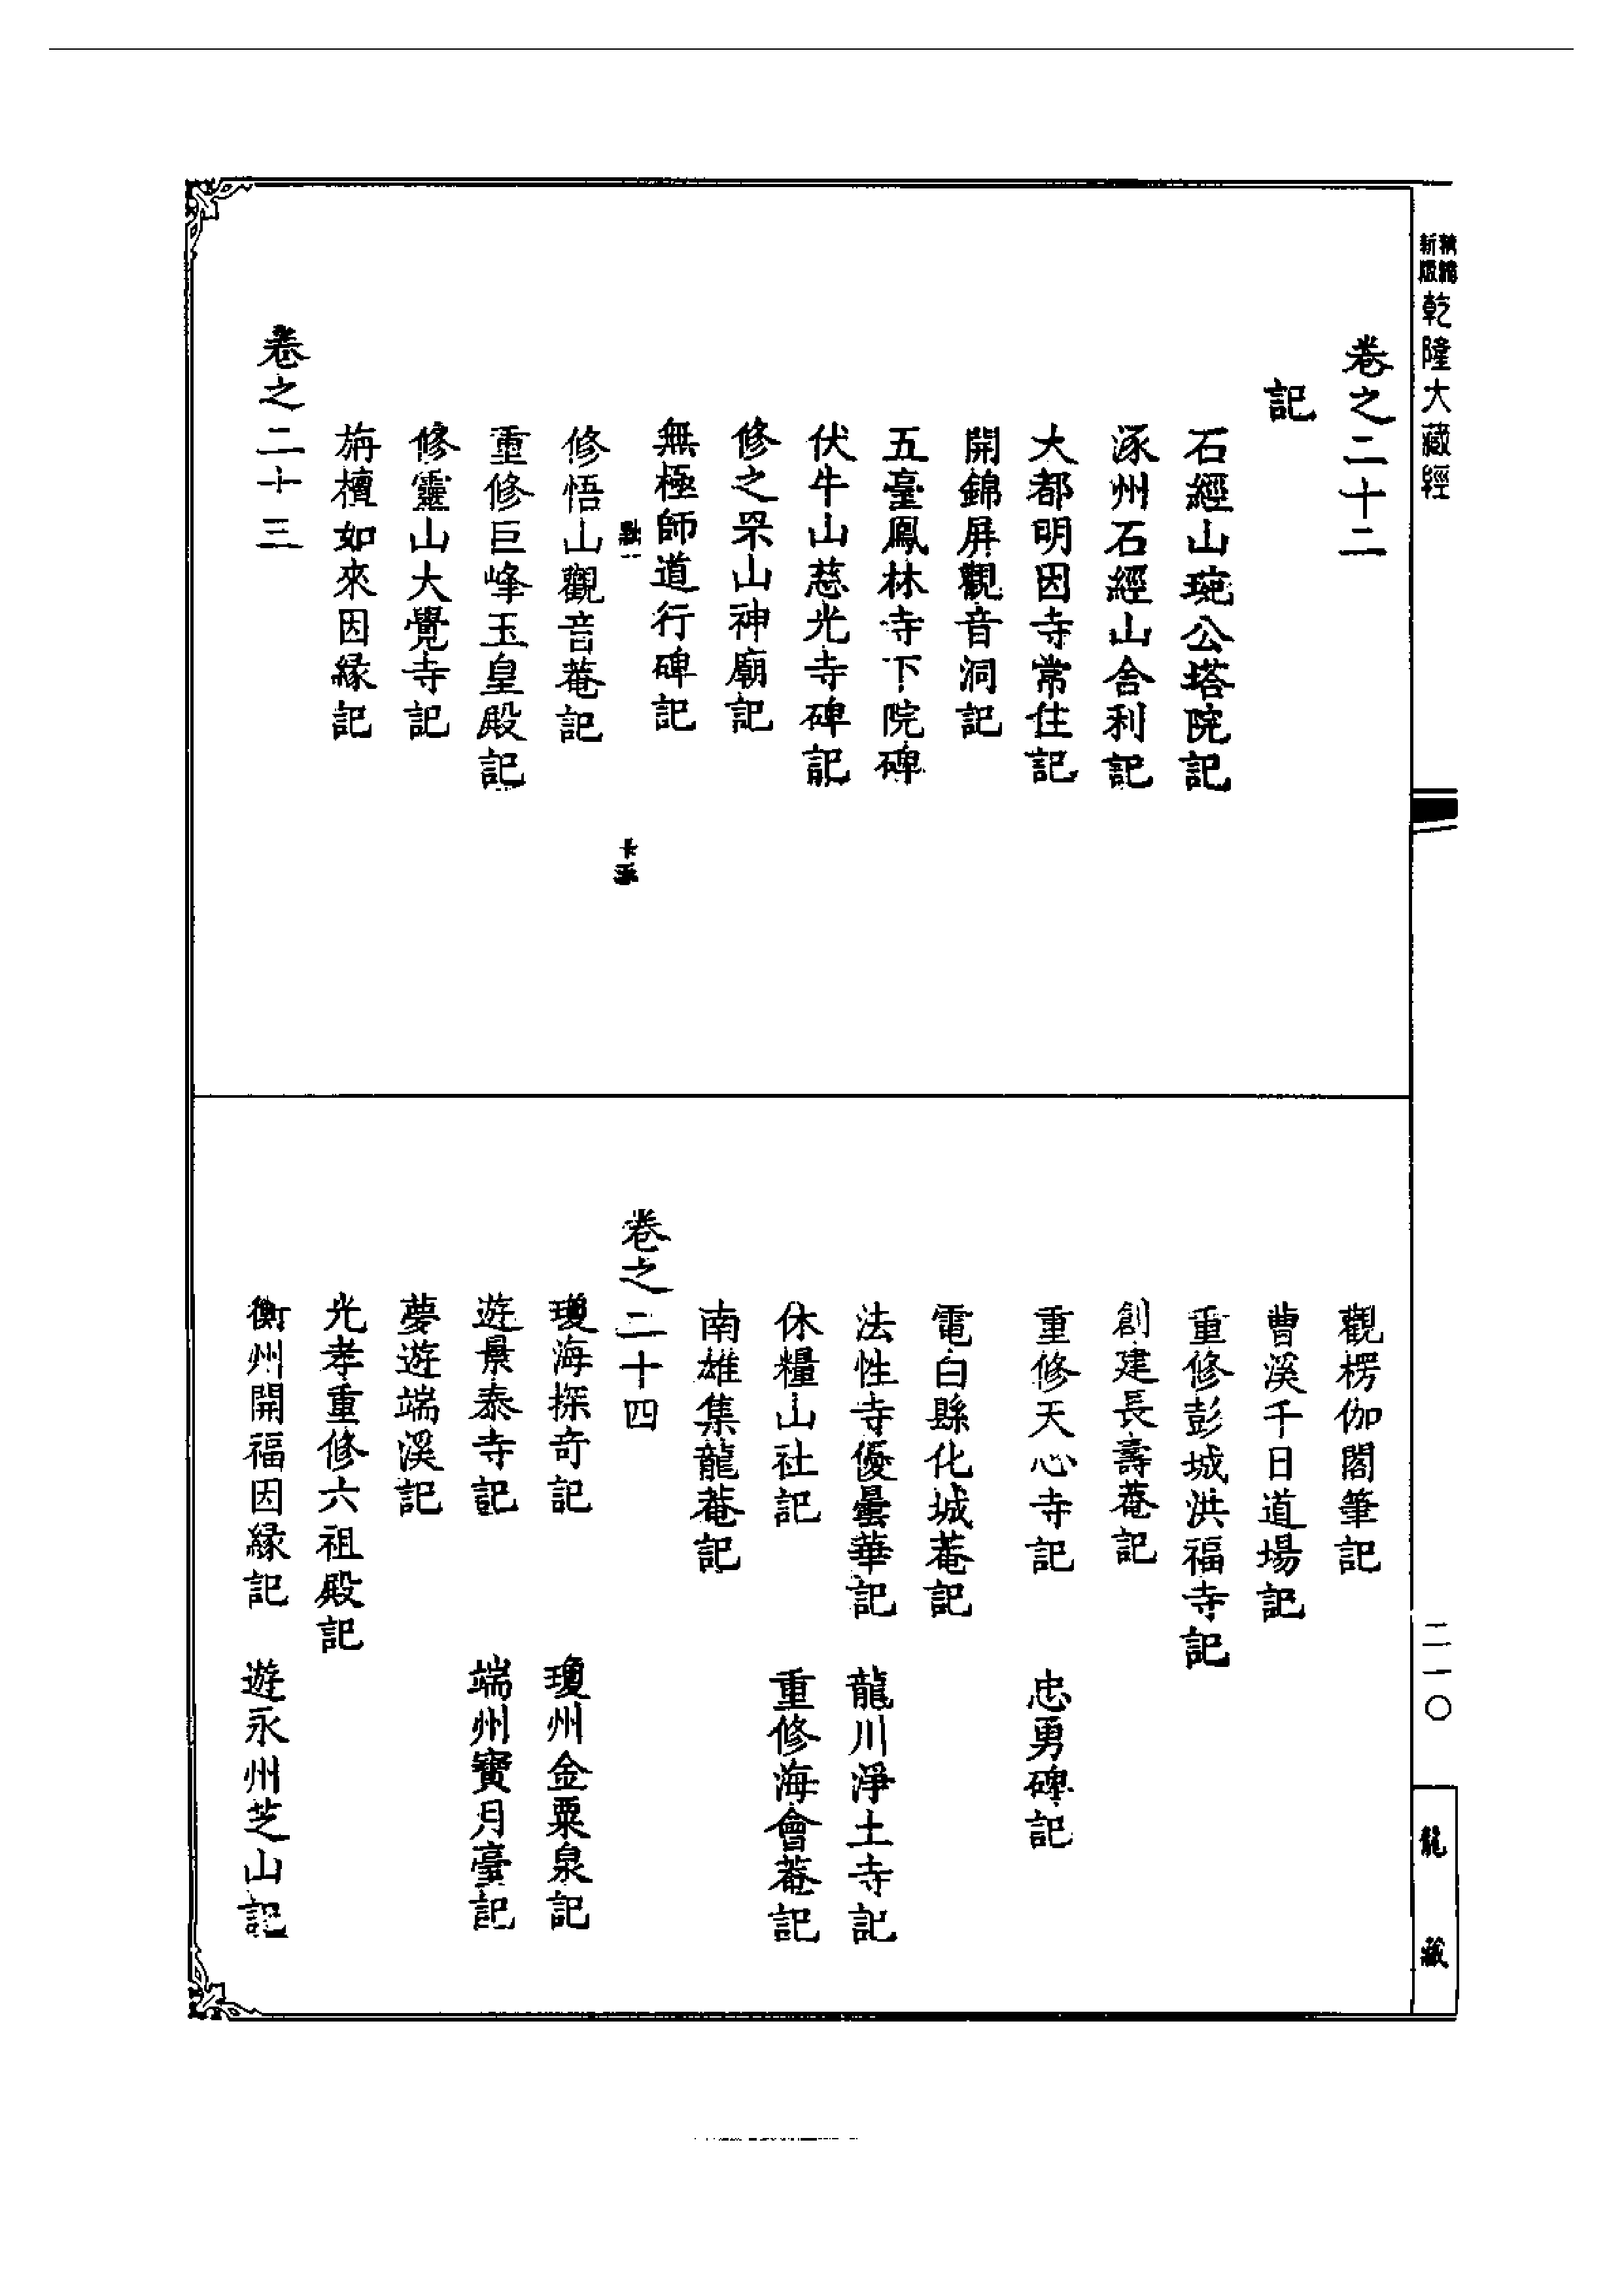 新版
乾隆大藏經
卷之二十二
記
石經山琬公塔院記
涿州石經山舍利記
大都明因寺常住記
開錦屏觀音洞記
五臺鳳林寺下院碑
伏牛山慈光寺碑記
修之罘山神廟記
無極師道行碑記
修悟山觀音菴記
重修巨峰玉皇殿記
修靈山大覺寺記
旃檀如來因緣記
卷之二十三
觀楞伽閣筆記
曹溪千日道場記
重修彭城洪福寺記
創建長壽菴記
重修天心寺記 忠勇碑記
電白縣化城菴記
法性寺優曇華記 龍川淨土寺記
休糧山社記 重修海會菴記
南雄集龍菴記
卷之二十四
瓊海探奇記 瓊州金粟泉記
遊景泰寺記 端州寶月臺記
夢遊端溪記
光孝重修六祖殿記
衡州開福因緣記 遊永州芝山記
二一〇
龍藏